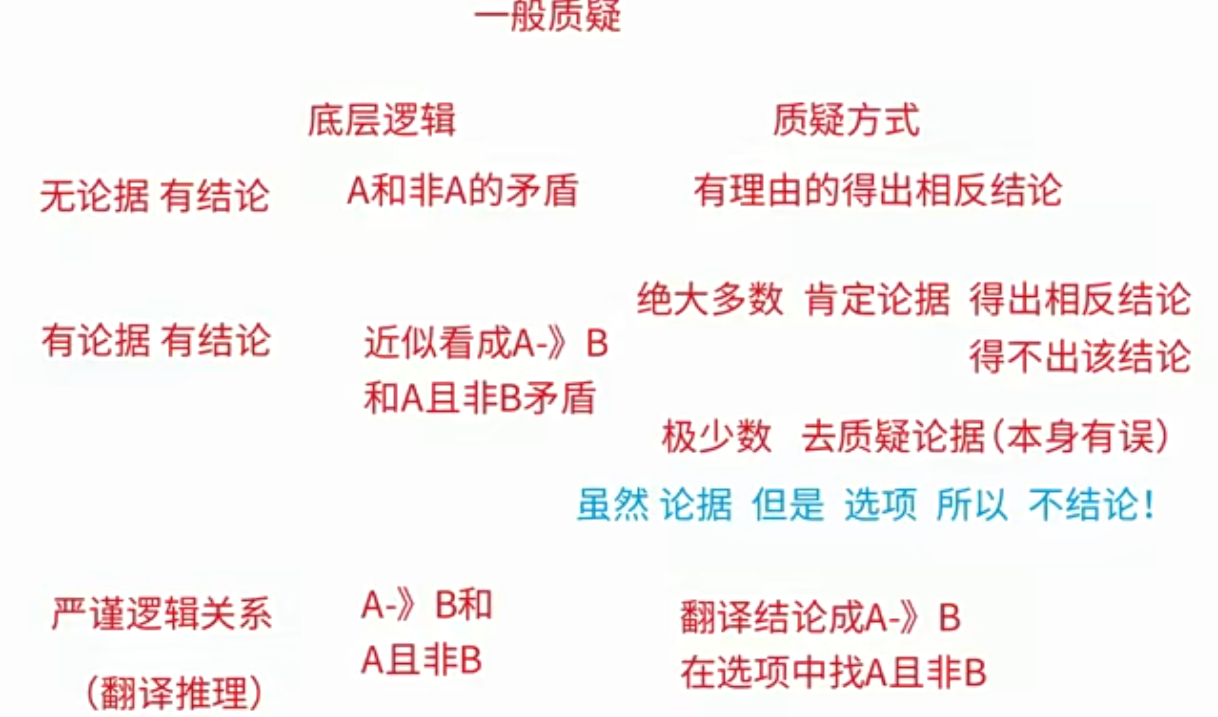 一般质疑
底层逻辑 质疑方式
无论据 有结论 A和非A的矛盾 有理由的得出相反结论
绝大多数 肯定论据 得出相反结论
有论据 有结论 近似看成A-》B 得不出该结论
和A且非B矛盾
极少数 去质疑论据(本身有误)
虽然 论据 但是 选项 所以 不结论!
严谨逻辑关系 A-》B和 翻译结论成A-》B
A且非B 在选项中找A且非B
(翻译推理)